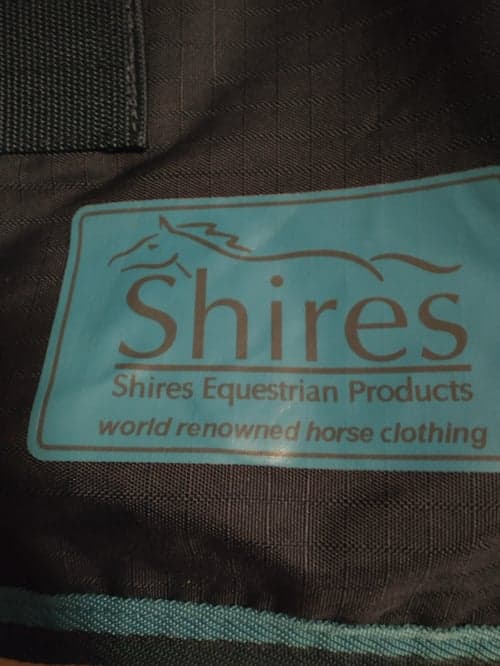 Shires
Shires Equestrian Products
world renowned horse clothing